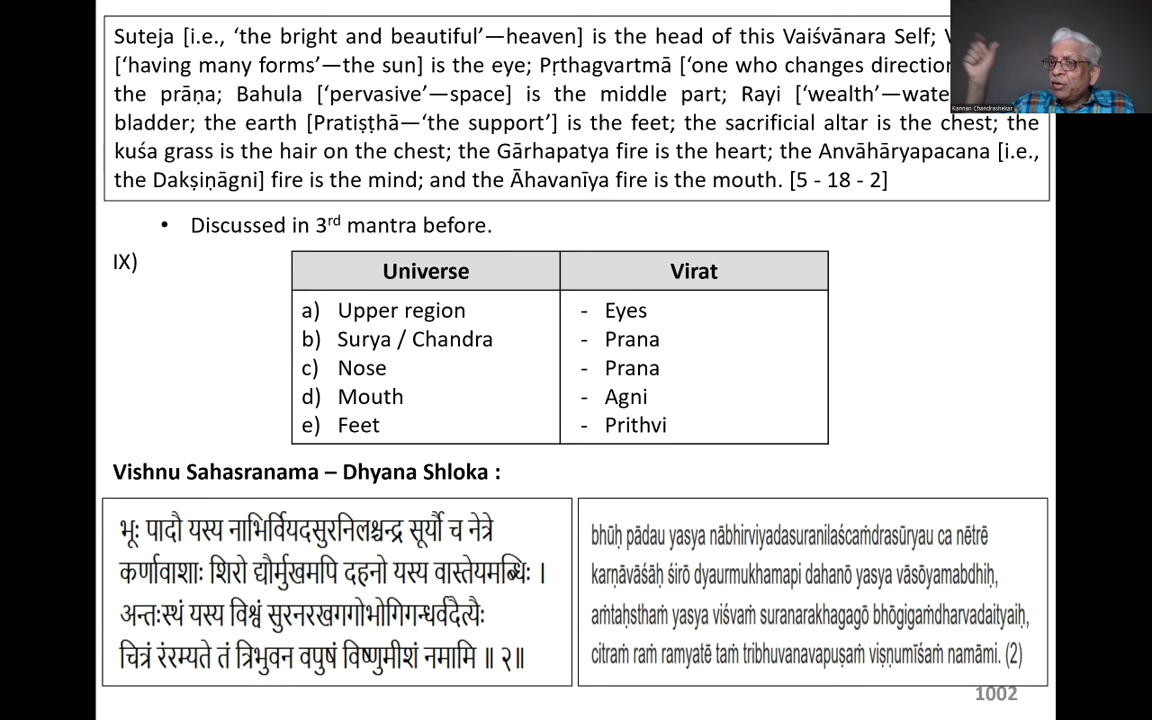 Suteja [i.e., ‘the bright and beautiful’—heaven] is the head of this Vaiśvānara Self;
[‘having many forms’—the sun] is the eye; Pṛthagvartmā [‘one who changes
the prāṇa; Bahula [‘pervasive’—space] is the middle part; Rayi [‘wealth’—
bladder; the earth [Pratiṣṭhā—‘the support’] is the feet; the sacrificial altar is the chest; the
kuśa grass is the hair on the chest; the Gārhapatya fire is the heart; the Anvāhāryapacana [i.e.,
the Dakṣiṇāgni] fire is the mind; and the Āhavanīya fire is the mouth. [5 - 18 - 2]
Kannan Chandrashekar
• Discussed in 3rd mantra before.
IX)
Universe Virat
a) Upper region - Eyes
b) Surya / Chandra - Prana
c) Nose - Prana
d) Mouth - Agni
e) Feet - Prithvi
Vishnu Sahasranama – Dhyana Shloka :
भूः पादौ यस्य नाभिर्वियदसुरनिलश्चन्द्र सूर्यौ च नेत्रे
कर्णावाशाः शिरो द्यौर्मुखमपि दहनो यस्य वास्तेयमब्धिः ।
अन्तःस्थं यस्य विश्वं सुरनरखगगोभोगिगन्धर्वदैत्यैः
चित्रं रंरम्यते तं त्रिभुवन वपुषं विष्णुमीशं नमामि ॥ २॥
bhūḥ pādau yasya nābhirviyadasuranilaścaṁdrasūryau ca nētrē
karṇāvāśāḥ śirō dyaurmukhamapi dahanō yasya vāsōyamabdhiḥ,
aṁtaḥsthaṁ yasya viśvaṁ suranarakhagagō bhōgigaṁdharvadaityaiḥ,
citraṁ raṁ ramyatē taṁ tribhuvanavapuṣaṁ viṣṇumīśaṁ namāmi. (2)
1002